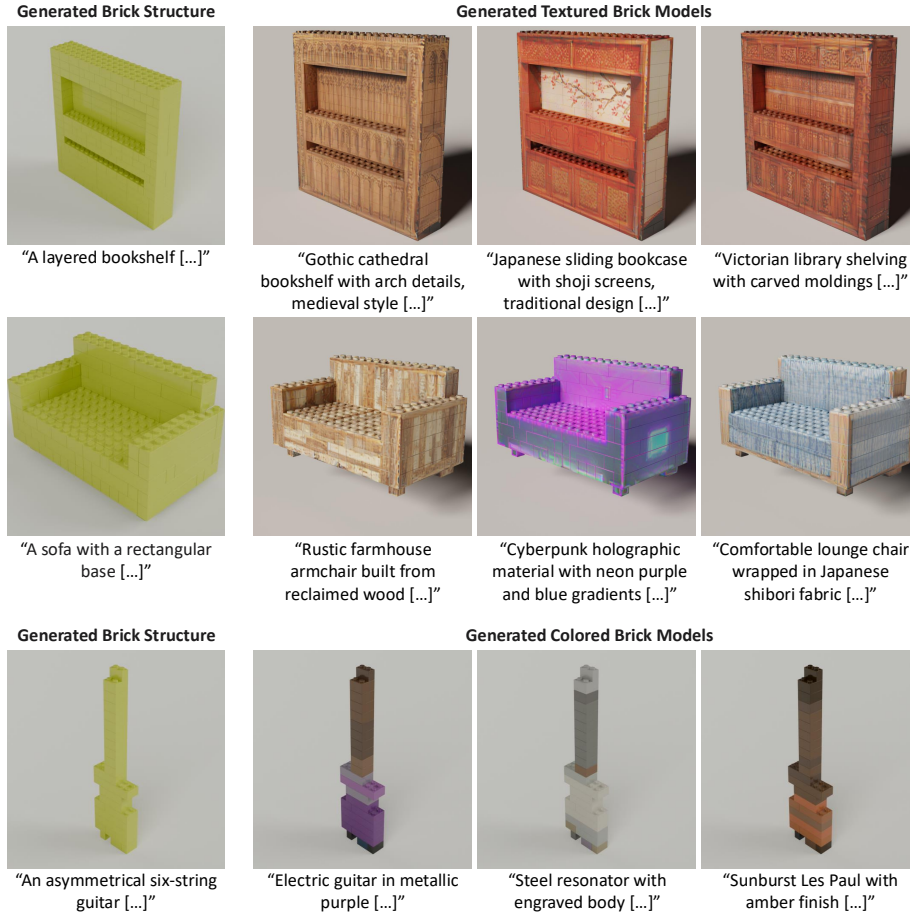 Generated Brick Structure
Generated Textured Brick Models
“A layered bookshelf [...]”
“Gothic cathedral
bookshelf with arch details,
medieval style [...]”
“Japanese sliding bookcase
with shoji screens,
traditional design [...]”
“Victorian library shelving
with carved moldings [...]”
“A sofa with a rectangular
base [...]”
“Rustic farmhouse
armchair built from
reclaimed wood [...]”
“Cyberpunk holographic
material with neon purple
and blue gradients [...]”
“Comfortable lounge chair
wrapped in Japanese
shibori fabric [...]”
Generated Brick Structure
Generated Colored Brick Models
“An asymmetrical six-string
guitar [...]”
“Electric guitar in metallic
purple [...]”
“Steel resonator with
engraved body [...]”
“Sunburst Les Paul with
amber finish [...]”